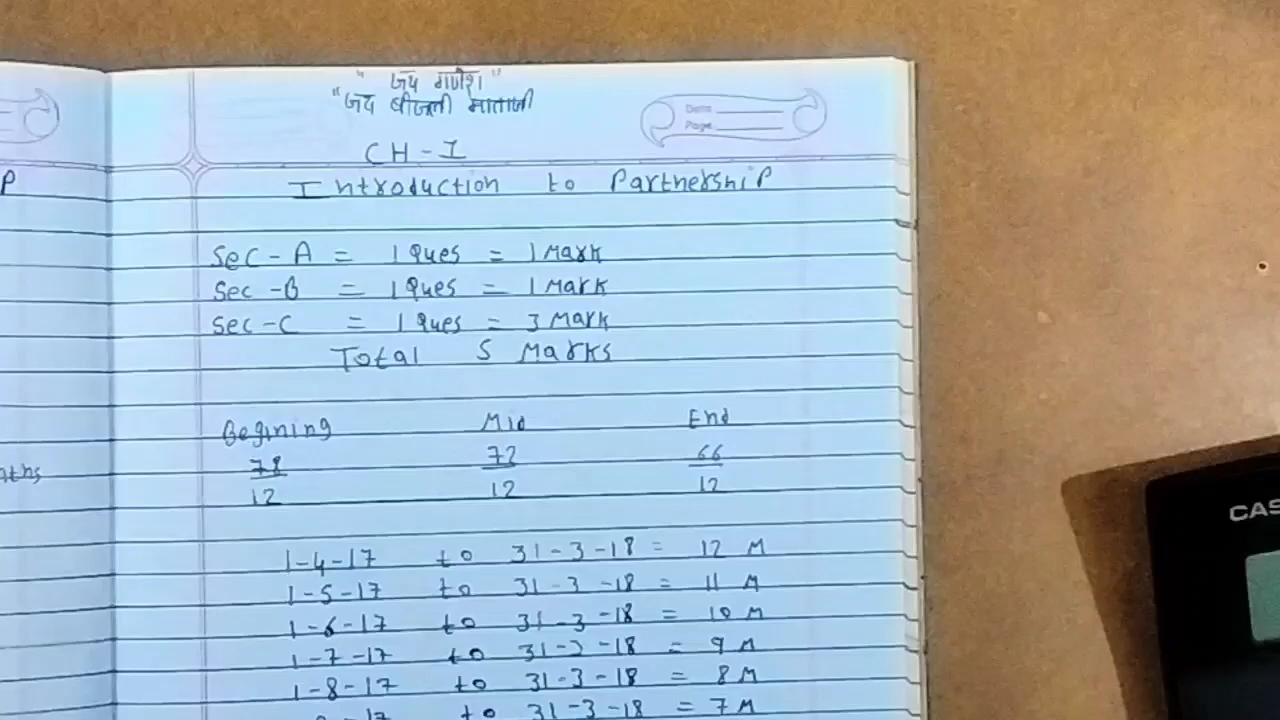 P
aths
" जय गणेश "
" जय बीजली माताजी
Date
Page
CH - I
Introduction to Partnership
Sec - A = 1 Ques = 1 Mark
Sec - B = 1 Ques = 1 Mark
Sec - C = 1 Ques = 3 Mark
Total 5 Marks
Begining Mid End
78 72 66
12 12 12
1-4-17 to 31-3-18 = 12 M
1-5-17 to 31-3-18 = 11 M
1-6-17 to 31-3-18 = 10 M
1-7-17 to 31-3-18 = 9 M
1-8-17 to 31-3-18 = 8 M
-17 to 31-3-18 = 7 M
CAS